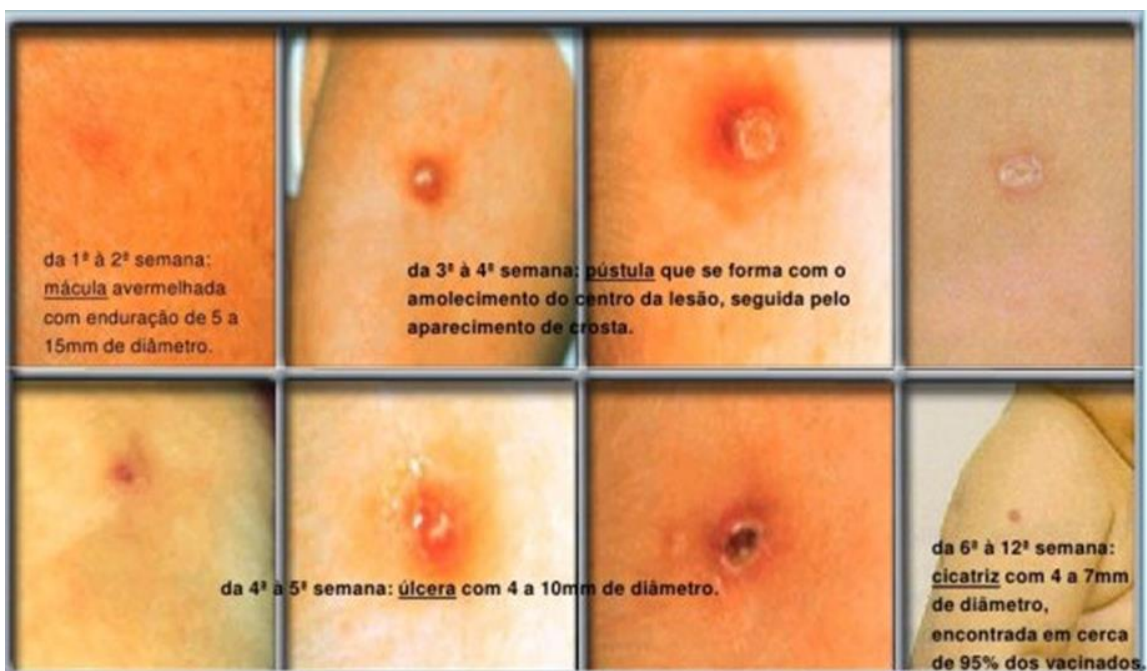 da 1ª à 2ª semana:
mácula avermelhada
com enduração de 5 a
15mm de diâmetro.
da 3ª à 4ª semana: pústula que se forma com o
amolecimento do centro da lesão, seguida pelo
aparecimento de crosta.
da 4ª à 5ª semana: úlcera com 4 a 10mm de diâmetro.
da 6ª à 12ª semana:
cicatriz com 4 a 7mm
de diâmetro,
encontrada em cerca
de 95% dos vacinados